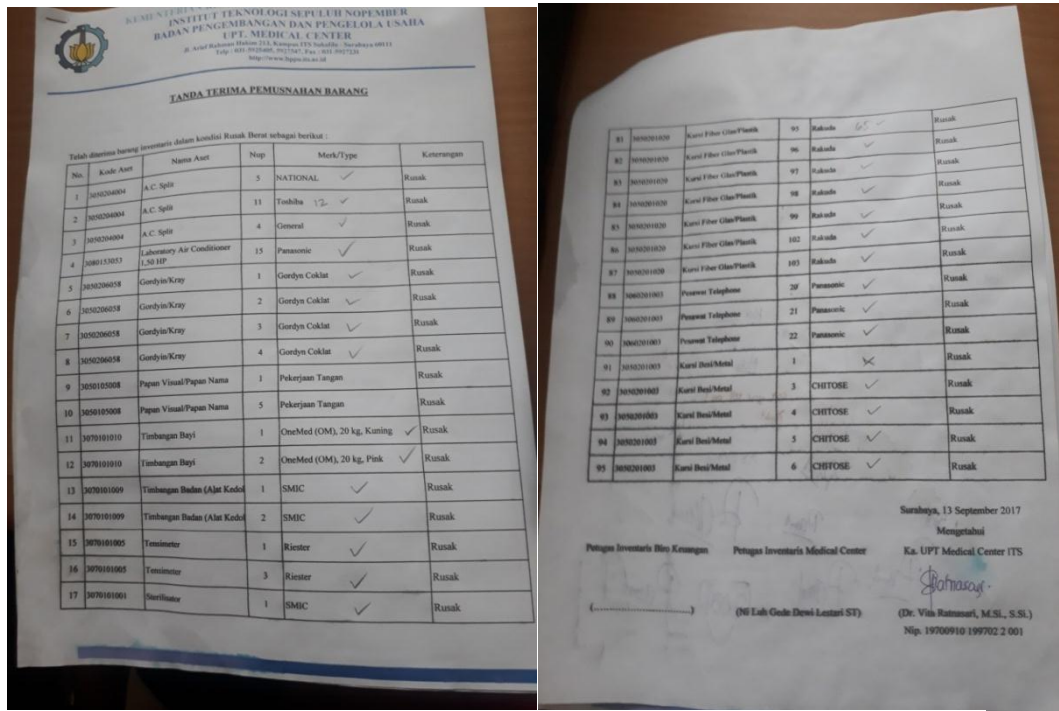 KEMENTERIAN
INSTITUT TEKNOLOGI SEPULUH NOPEMBER
BADAN PENGEMBANGAN DAN PENGELOLA USAHA
UPT. MEDICAL CENTER
Jl. Arief Rahman Hakim 213, Kampus ITS Sukolilo - Surabaya 60111
TANDA TERIMA PEMUSNAHAN BARANG
Telah diterima barang inventaris dalam kondisi Rusak Berat sebagai berikut :
No. Kode Aset Nama Aset Nup Merk/Type Keterangan
1 3050204004 A.C. Split 5 NATIONAL ✓ Rusak
2 3050204004 A.C. Split 11 Toshiba 12 ✓ Rusak
3 3050204004 A.C. Split 4 General ✓ Rusak
4 3080153053 Laboratory Air Conditioner 15 Panasonic ✓ Rusak
1,50 HP
5 3050206058 Gordyin/Kray 1 Gordyn Coklat ✓ Rusak
6 3050206058 Gordyin/Kray 2 Gordyn Coklat ✓ Rusak
7 3050206058 Gordyin/Kray 3 Gordyn Coklat ✓ Rusak
8 3050206058 Gordyin/Kray 4 Gordyn Coklat ✓ Rusak
9 3050105008 Papan Visual/Papan Nama 1 Pekerjaan Tangan Rusak
10 3050105008 Papan Visual/Papan Nama 5 Pekerjaan Tangan Rusak
11 3070101010 Timbangan Bayi 1 OneMed (OM), 20 kg, Kuning ✓ Rusak
12 3070101010 Timbangan Bayi 2 OneMed (OM), 20 kg, Pink ✓ Rusak
13 3070101009 Timbangan Badan (Alat Kedol 1 SMIC ✓ Rusak
14 3070101009 Timbangan Badan (Alat Kedol 2 SMIC ✓ Rusak
15 3070101005 Tensimeter 1 Riester ✓ Rusak
16 3070101005 Tensimeter 3 Riester ✓ Rusak
17 3070101001 Sterilisator 1 SMIC ✓ Rusak
81 3050201020 Kursi Fiber Glas/Plastik 95 Rakuda 65 ✓ Rusak
82 3050201020 Kursi Fiber Glas/Plastik 96 Rakuda ✓ Rusak
83 3050201020 Kursi Fiber Glas/Plastik 97 Rakuda ✓ Rusak
84 3050201020 Kursi Fiber Glas/Plastik 98 Rakuda ✓ Rusak
85 3050201020 Kursi Fiber Glas/Plastik 99 Rakuda ✓ Rusak
86 3050201020 Kursi Fiber Glas/Plastik 102 Rakuda ✓ Rusak
87 3050201020 Kursi Fiber Glas/Plastik 103 Rakuda ✓ Rusak
88 3060201003 Pesawat Telephone 20 Panasonic ✓ Rusak
89 3060201003 Pesawat Telephone 21 Panasonic ✓ Rusak
90 3060201003 Pesawat Telephone 22 Panasonic ✓ Rusak
91 3050201003 Kursi Besi/Metal 1 Rusak
92 3050201003 Kursi Besi/Metal 3 CHITOSE ✓ Rusak
93 3050201003 Kursi Besi/Metal 4 CHITOSE ✓ Rusak
94 3050201003 Kursi Besi/Metal 5 CHITOSE ✓ Rusak
95 3050201003 Kursi Besi/Metal 6 CHITOSE ✓ Rusak
Surabaya, 13 September 2017
Mengetahui
Petugas Inventaris Biro Keuangan Petugas Inventaris Medical Center Ka. UPT Medical Center ITS
(..............................) (Ni Luh Gede Dewi Lestari ST) (Dr. Vita Ratnasari, M.Si., S.Si.)
Nip. 19700910 199702 2 001